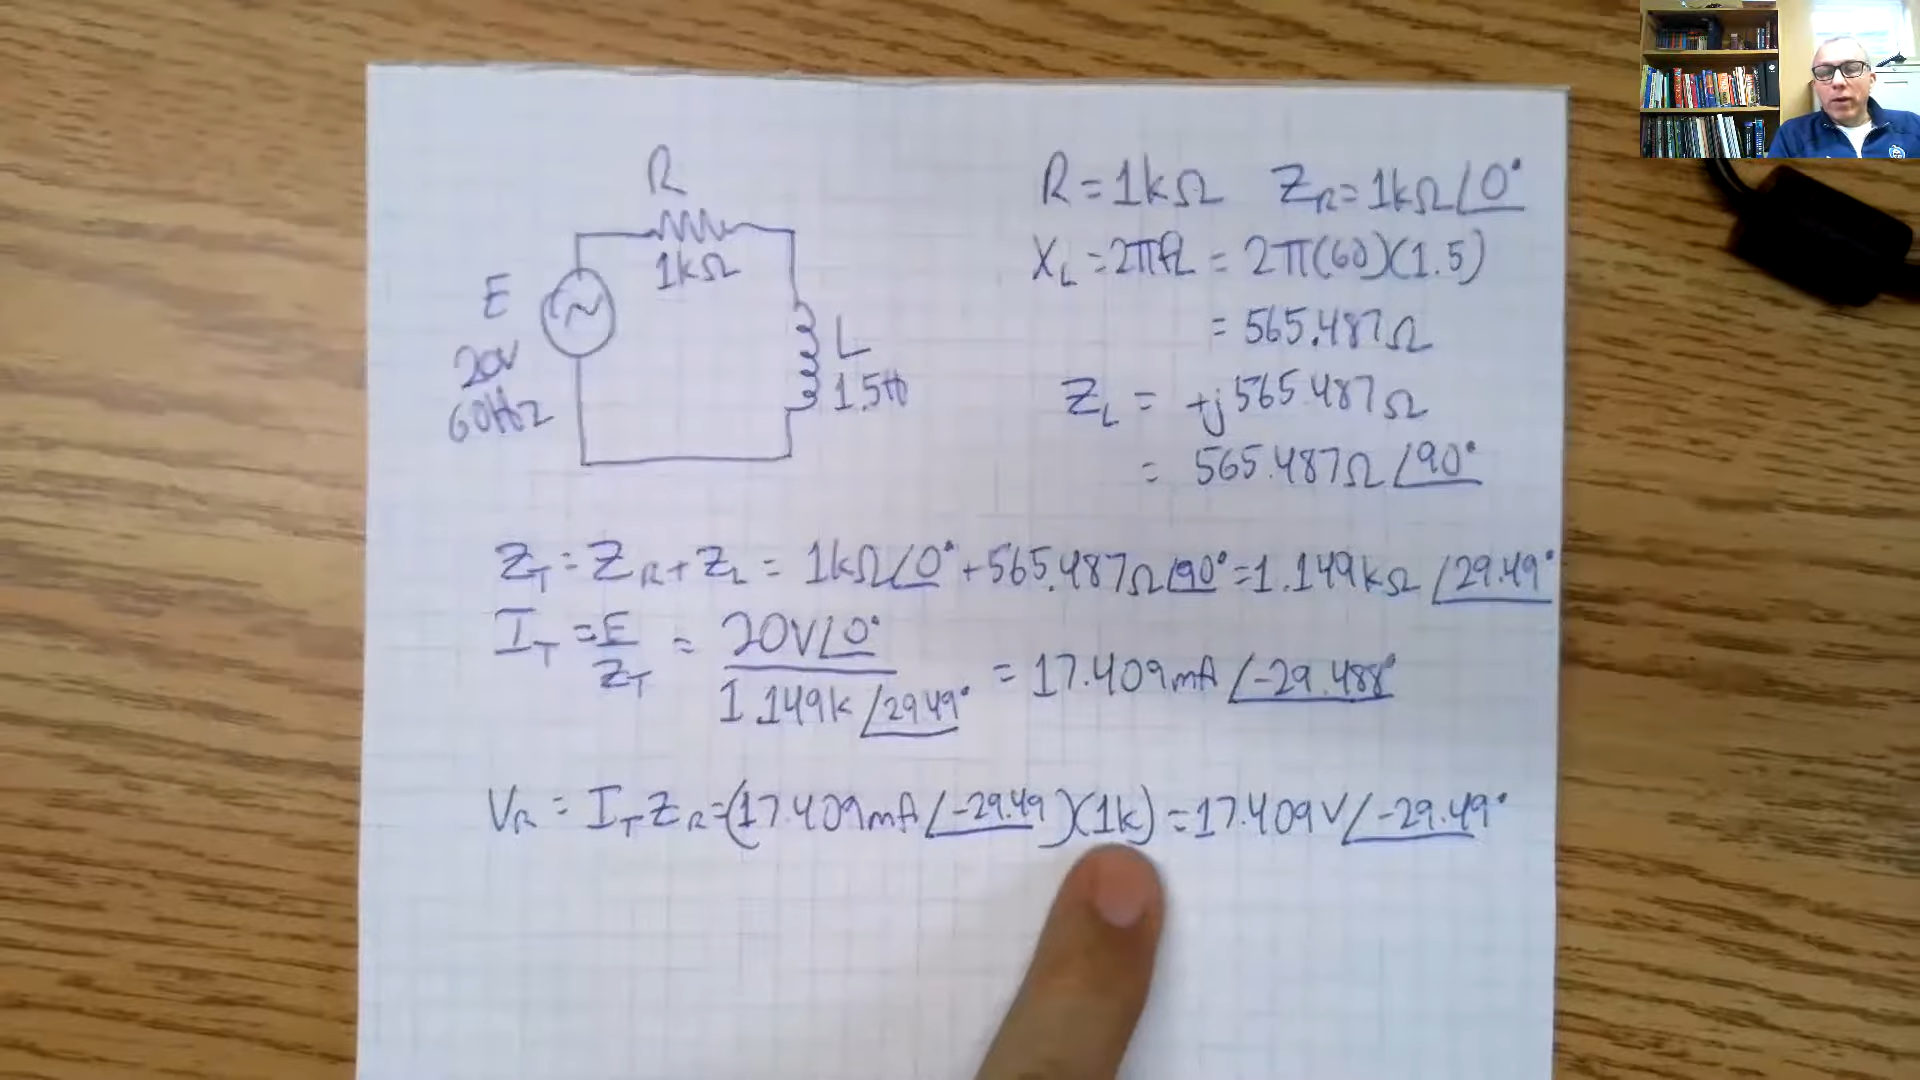 R
1kΩ
E
20V
60Hz
L
1.5H
R=1kΩ Z_R=1kΩ∠0°
X_L=2πfL=2π(60)(1.5)
=565.487Ω
Z_L = +j565.487Ω
= 565.487Ω∠90°
Z_T=Z_R+Z_L=1kΩ∠0°+565.487Ω∠90°=1.149kΩ∠29.49°
I_T=E/Z_T=20V∠0°/1.149k∠29.49°=17.409mA∠-29.488°
V_R=I_TZ_R=(17.409mA∠-29.49)(1k)=17.409V∠-29.49°